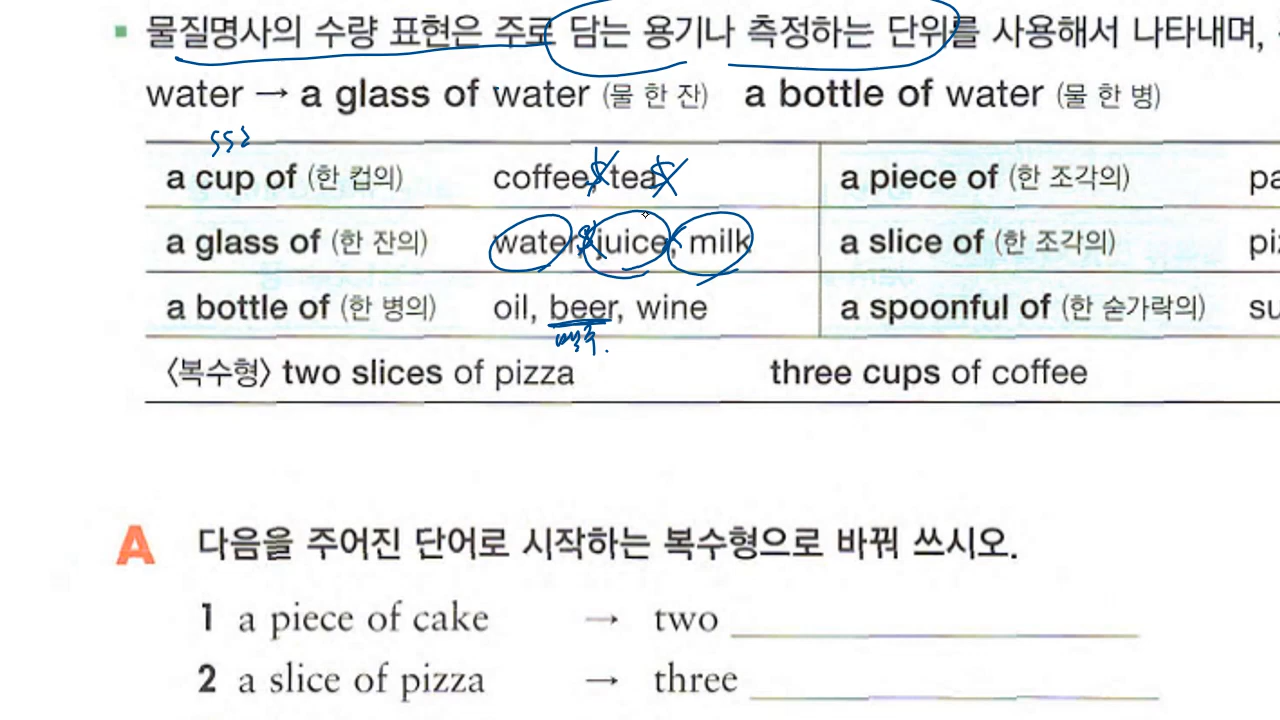 ▪ 물질명사의 수량 표현은 주로 담는 용기나 측정하는 단위를 사용해서 나타내며,
water → a glass of water (물 한 잔) a bottle of water (물 한 병)
a cup of (한 컵의) coffee, tea a piece of (한 조각의) pa
a glass of (한 잔의) water, juice, milk a slice of (한 조각의) piz
a bottle of (한 병의) oil, beer, wine a spoonful of (한 숟가락의) su
맥주.
〈복수형〉 two slices of pizza three cups of coffee
A 다음을 주어진 단어로 시작하는 복수형으로 바꿔 쓰시오.
1 a piece of cake → two
2 a slice of pizza → three